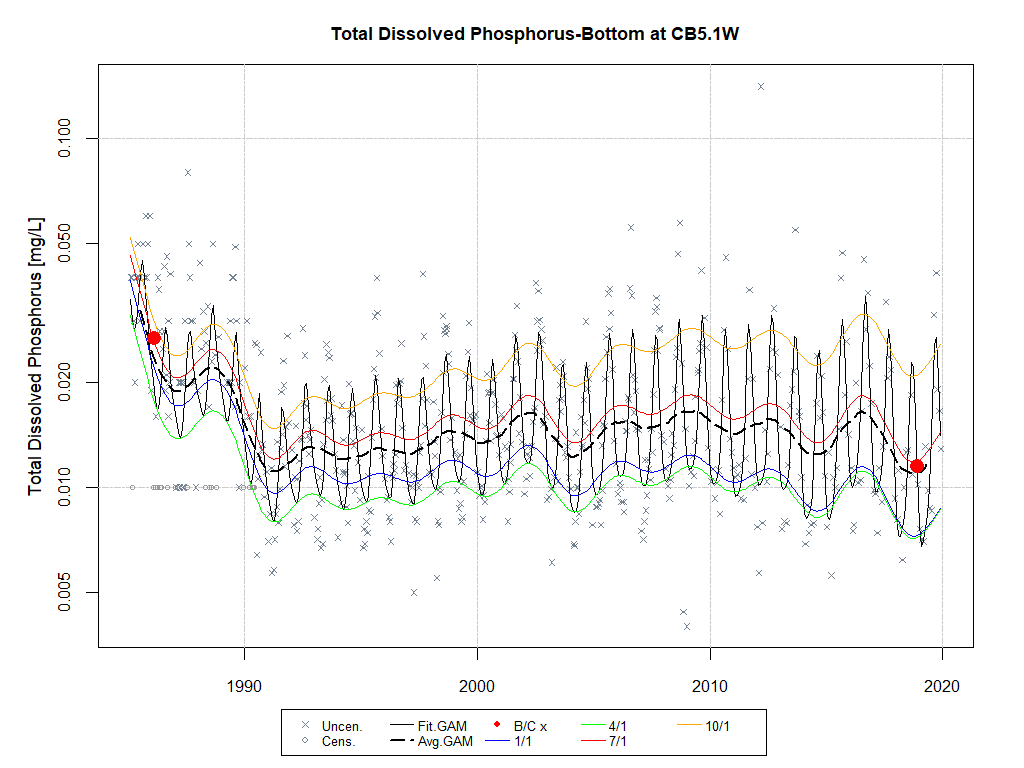 Total Dissolved Phosphorus-Bottom at CB5.1W
Total Dissolved Phosphorus [mg/L]
0.100
0.050
0.020
0.010
0.005
1990 2000 2010 2020
Uncen. Fit.GAM B/C x 4/1 10/1
Cens. Avg.GAM 1/1 7/1